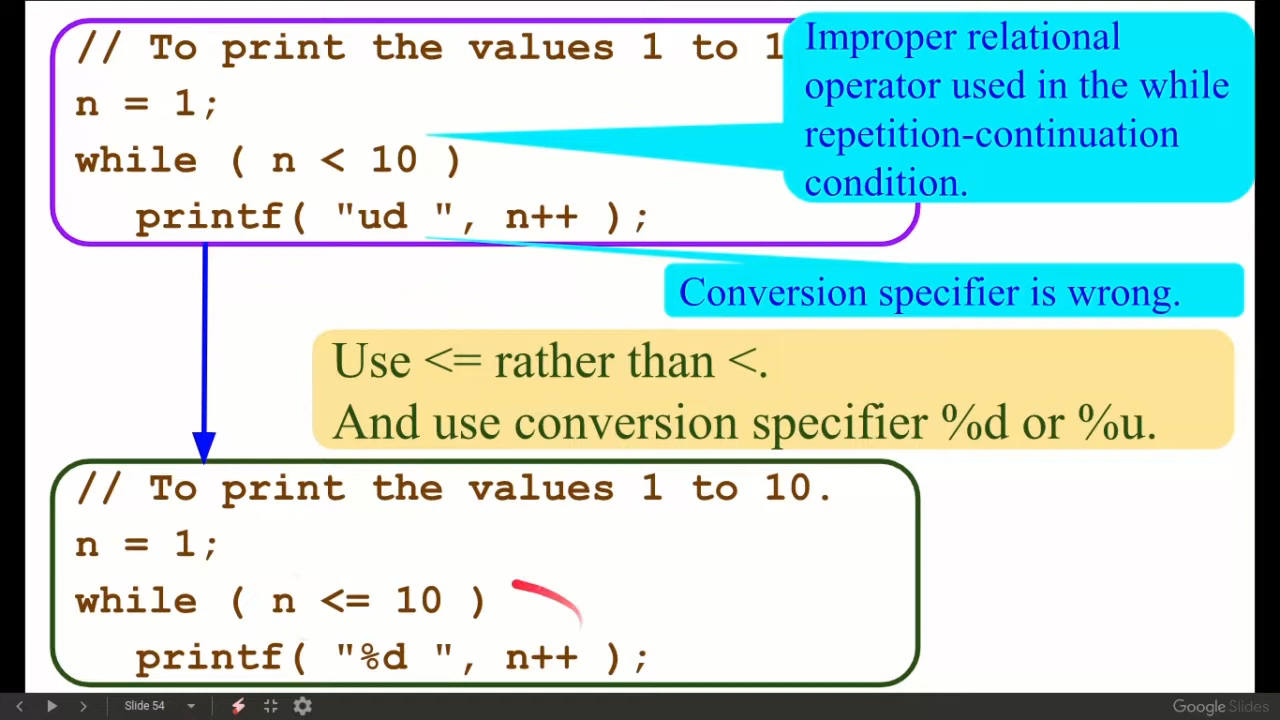 // To print the values 1 to 1
n = 1;
while ( n < 10 )
printf( "ud ", n++ );
Improper relational
operator used in the while
repetition-continuation
condition.
Conversion specifier is wrong.
Use <= rather than <.
And use conversion specifier %d or %u.
// To print the values 1 to 10.
n = 1;
while ( n <= 10 )
printf( "%d ", n++ );
Slide 54
Google Slides